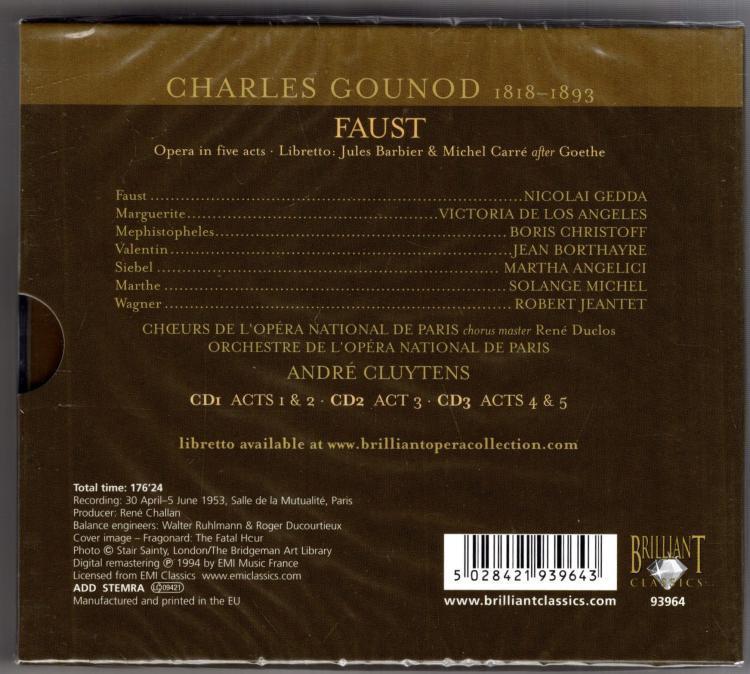 CHARLES GOUNOD 1818–1893
FAUST
Opera in five acts · Libretto: Jules Barbier & Michel Carré after Goethe
Faust......................................................NICOLAI GEDDA
Marguerite....................................VICTORIA DE LOS ANGELES
Mephistopheles..........................................BORIS CHRISTOFF
Valentin................................................JEAN BORTHAYRE
Siebel..................................................MARTHA ANGELICI
Marthe..................................................SOLANGE MICHEL
Wagner..................................................ROBERT JEANTET
CHŒURS DE L'OPÉRA NATIONAL DE PARIS chorus master René Duclos
ORCHESTRE DE L'OPÉRA NATIONAL DE PARIS
ANDRÉ CLUYTENS
CD1 ACTS 1 & 2 · CD2 ACT 3 · CD3 ACTS 4 & 5
libretto available at www.brilliantoperacollection.com
Total time: 176'24
Recording: 30 April–5 June 1953, Salle de la Mutualité, Paris
Producer: René Challan
Balance engineers: Walter Ruhlmann & Roger Ducourtieux
Cover image – Fragonard: The Fatal Hour
Photo © Stair Sainty, London/The Bridgeman Art Library
Digital remastering ℗ 1994 by EMI Music France
Licensed from EMI Classics www.emiclassics.com
ADD STEMRA LC 09421
Manufactured and printed in the EU
5 028421 939643
www.brilliantclassics.com
BRILLIANT
CLASSICS
93964